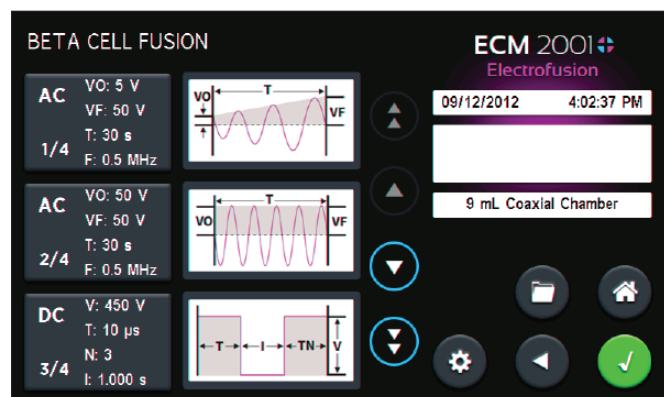 BETA CELL FUSION
ECM 2001
Electrofusion
09/12/2012 4:02:37 PM
9 mL Coaxial Chamber
AC
1/4
VO: 5 V
VF: 50 V
T: 30 s
F: 0.5 MHz
VO
T
VF
AC
2/4
VO: 50 V
VF: 50 V
T: 30 s
F: 0.5 MHz
VO
T
VF
DC
3/4
V: 450 V
T: 10 µs
N: 3
I: 1.000 s
T
I
TN
V